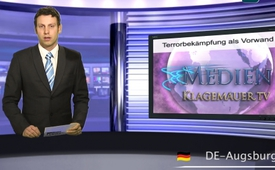 Terrorbekämpfung als Vorwand
MEDIEN
KLAGEMAUER.TV
DE-Augsburg